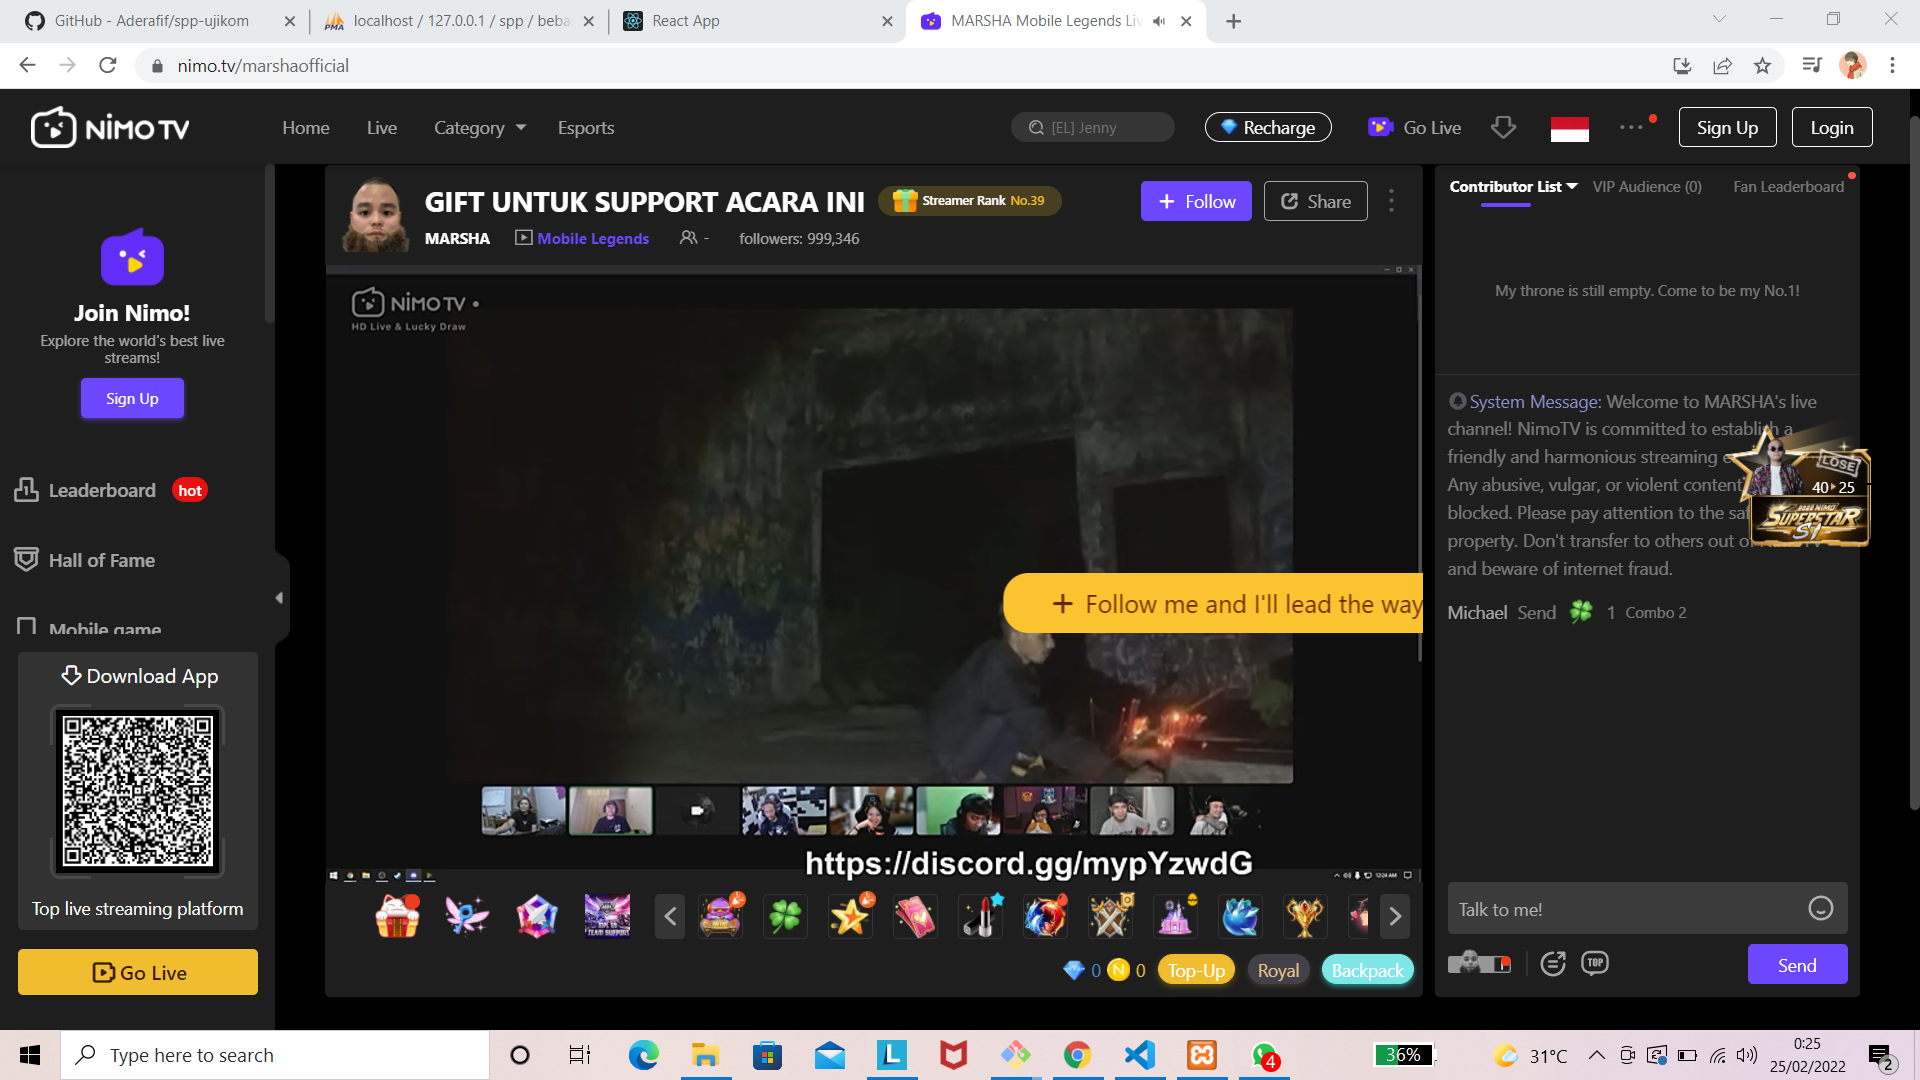 GitHub - Aderafif/spp-ujikom
localhost / 127.0.0.1 / spp / beba
React App
MARSHA Mobile Legends Liv
nimo.tv/marshaofficial
NIMO TV
Home
Live
Category
Esports
[EL] Jenny
Recharge
Go Live
Sign Up
Login
Join Nimo!
Explore the world's best live
streams!
Sign Up
Leaderboard
hot
Hall of Fame
Mobile game
Download App
Top live streaming platform
Go Live
GIFT UNTUK SUPPORT ACARA INI
Streamer Rank No.39
MARSHA
Mobile Legends
-
followers: 999,346
Follow
Share
NIMO TV
HD Live & Lucky Draw
+ Follow me and I'll lead the way
https://discord.gg/mypYzwdG
12:24 AM
TEAM SUPPORT
0
0
Top-Up
Royal
Backpack
Contributor List
VIP Audience (0)
Fan Leaderboard
My throne is still empty. Come to be my No.1!
System Message: Welcome to MARSHA's live
channel! NimoTV is committed to establish a
friendly and harmonious streaming e
Any abusive, vulgar, or violent content
blocked. Please pay attention to the sa
property. Don't transfer to others out o
and beware of internet fraud.
LOSE
40 25
SUPERSTAR
S1
Michael Send 1 Combo 2
Talk to me!
TOP
Send
Type here to search
36%
4
31°C
0:25
25/02/2022
2